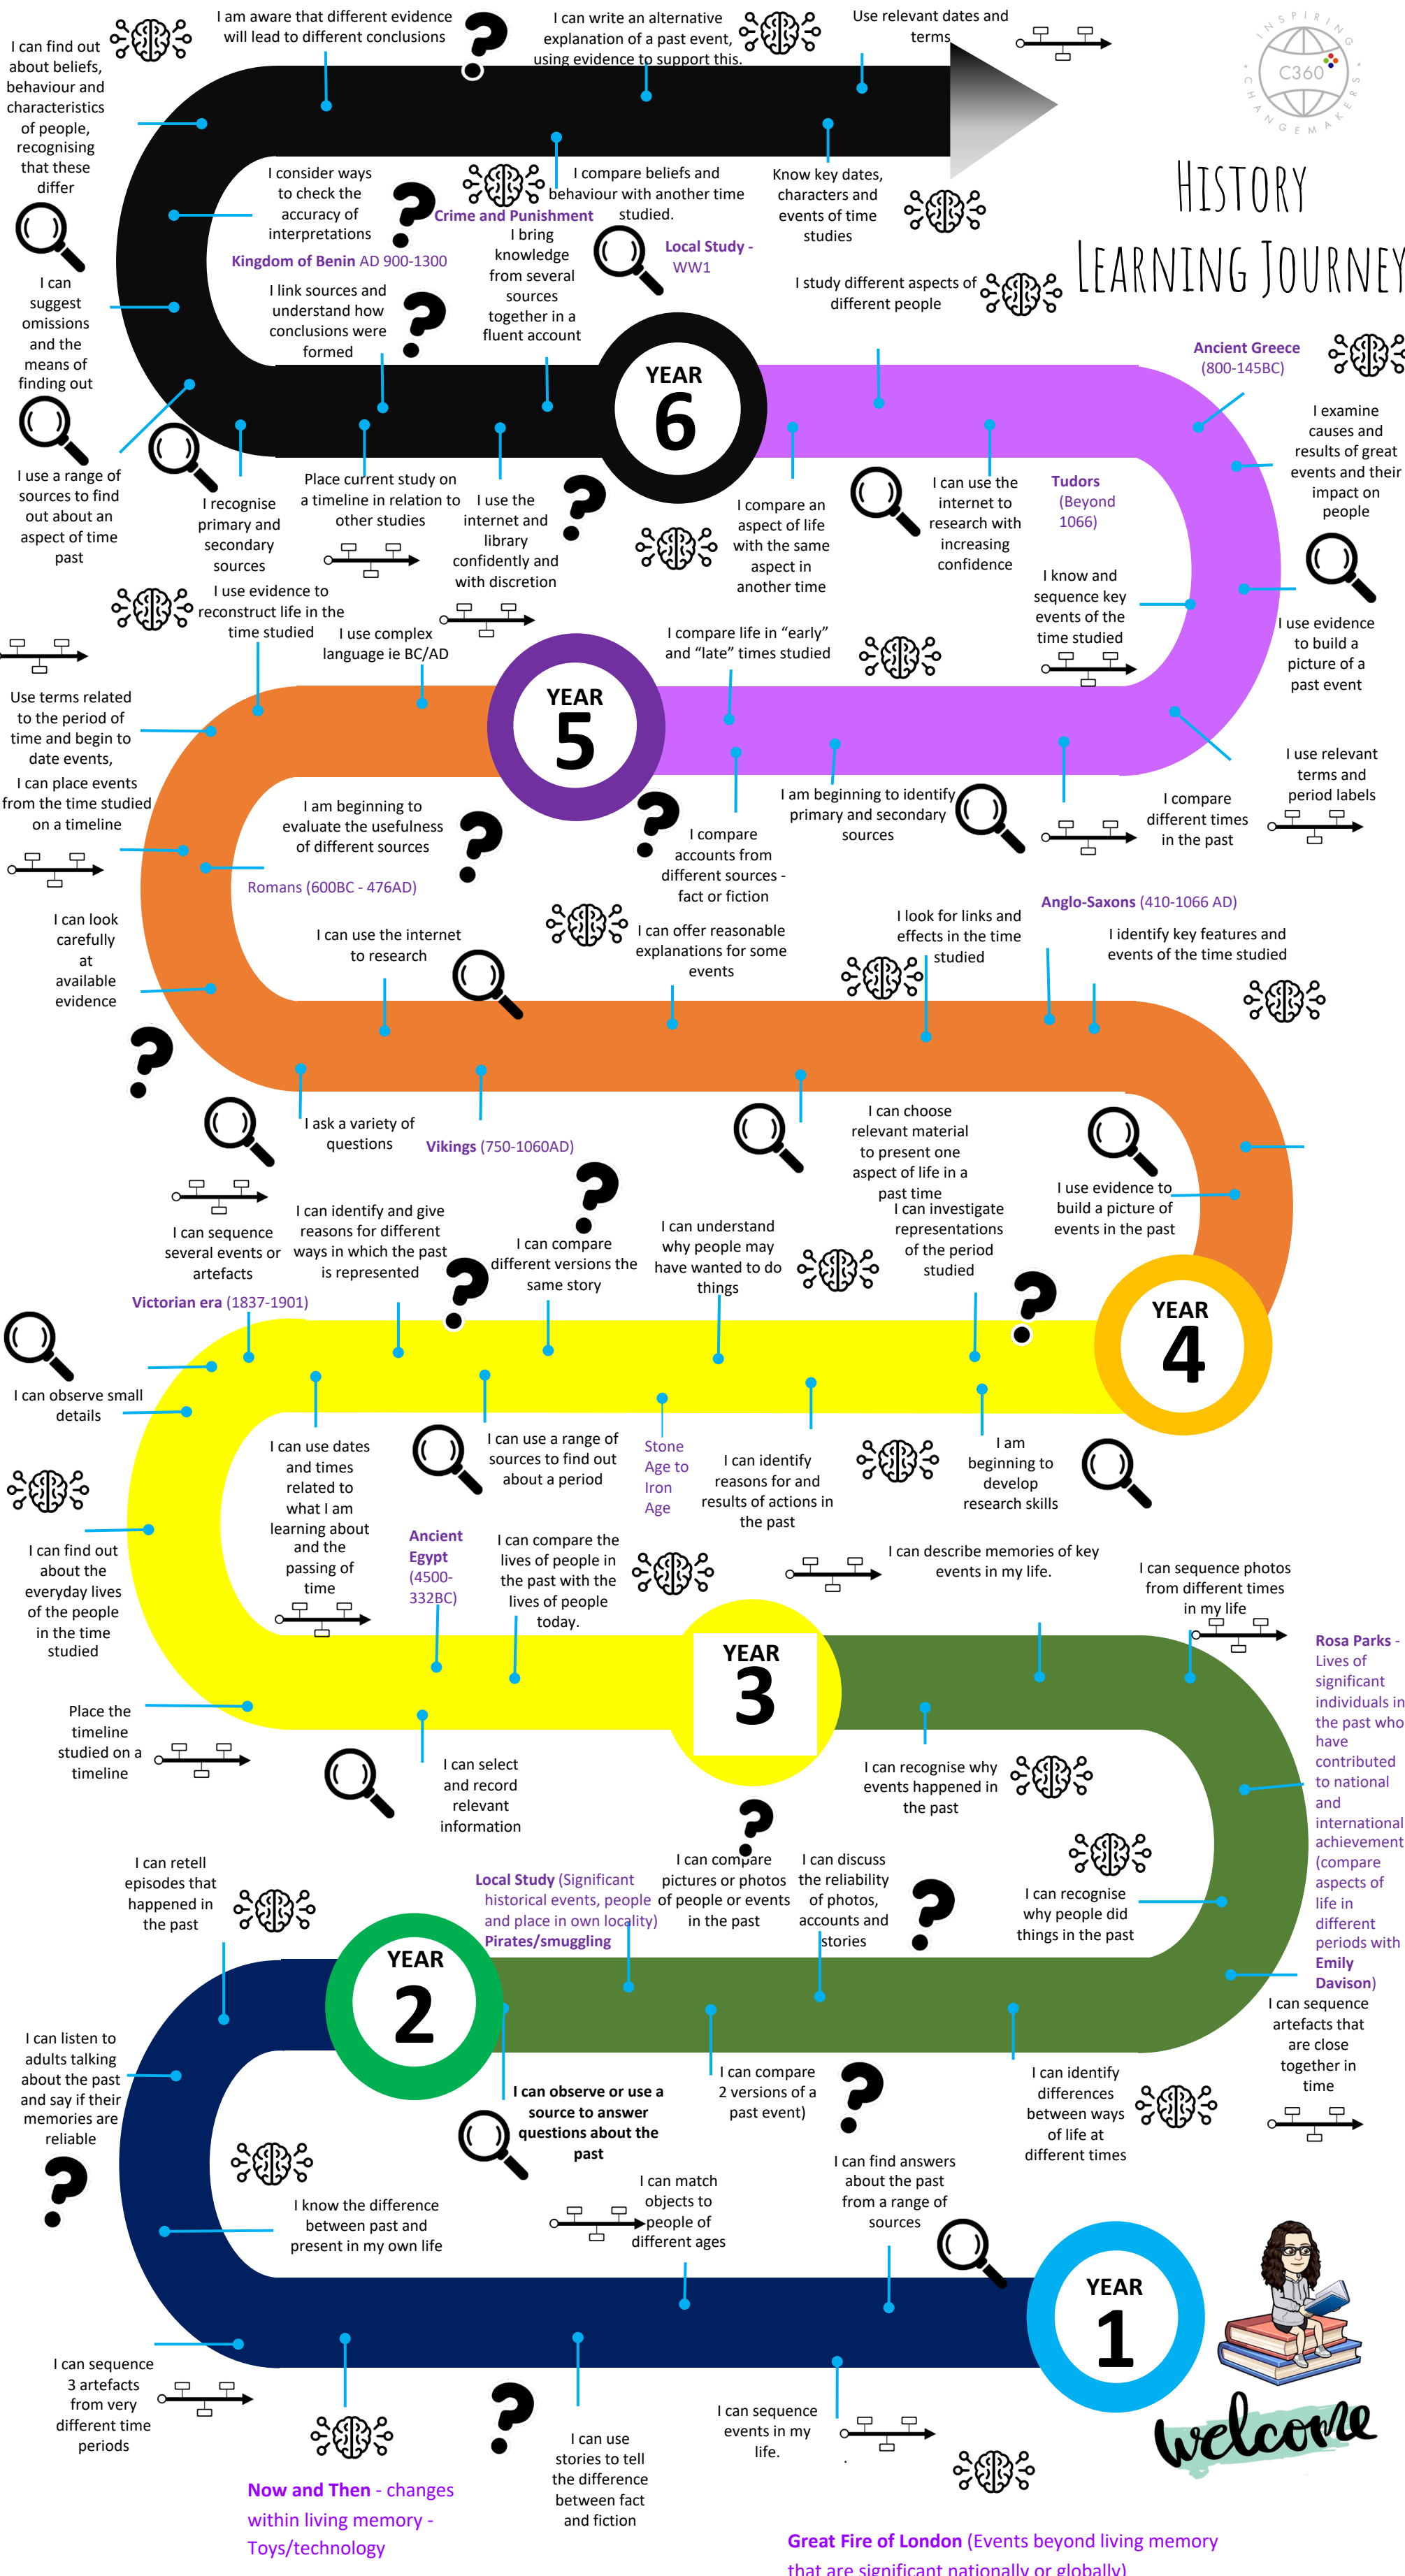 I am aware that different evidence
will lead to different conclusions
I can write an alternative
explanation of a past event,
using evidence to support this.
Use relevant dates and
terms
INSPIRING
C360
CHANGEMAKERS
HISTORY
LEARNING JOURNEY
I can find out
about beliefs,
behaviour and
characteristics
of people,
recognising
that these
differ
I consider ways
to check the
accuracy of
interpretations
Crime and Punishment
I compare beliefs and
behaviour with another time
studied.
Know key dates,
characters and
events of time
studies
Kingdom of Benin AD 900-1300
I bring
knowledge
from several
sources
together in a
fluent account
Local Study -
WW1
I study different aspects of
different people
I can
suggest
omissions
and the
means of
finding out
I link sources and
understand how
conclusions were
formed
YEAR
6
Ancient Greece
(800-145BC)
I examine
causes and
results of great
events and their
impact on
people
I use a range of
sources to find
out about an
aspect of time
past
I recognise
primary and
secondary
sources
Place current study on
a timeline in relation to
other studies
I use the
internet and
library
confidently and
with discretion
I compare an
aspect of life
with the same
aspect in
another time
I can use the
internet to
research with
increasing
confidence
Tudors
(Beyond
1066)
I know and
sequence key
events of the
time studied
I use evidence
to build a
picture of a
past event
I use evidence to
reconstruct life in the
time studied
I use complex
language ie BC/AD
YEAR
5
I compare life in “early”
and “late” times studied
Use terms related
to the period of
time and begin to
date events,
I can place events
from the time studied
on a timeline
I am beginning to
evaluate the usefulness
of different sources
I compare
accounts from
different sources -
fact or fiction
I am beginning to identify
primary and secondary
sources
I compare
different times
in the past
I use relevant
terms and
period labels
Romans (600BC - 476AD)
I can look
carefully
at
available
evidence
I can use the internet
to research
I can offer reasonable
explanations for some
events
I look for links and
effects in the time
studied
Anglo-Saxons (410-1066 AD)
I identify key features and
events of the time studied
I ask a variety of
questions
Vikings (750-1060AD)
I can choose
relevant material
to present one
aspect of life in a
past time
I use evidence to
build a picture of
events in the past
I can sequence
several events or
artefacts
I can identify and give
reasons for different
ways in which the past
is represented
I can compare
different versions the
same story
I can understand
why people may
have wanted to do
things
I can investigate
representations
of the period
studied
YEAR
4
Victorian era (1837-1901)
I can observe small
details
I can use dates
and times
related to
what I am
learning about
and the
passing of
time
I can use a range of
sources to find out
about a period
Stone
Age to
Iron
Age
I can identify
reasons for and
results of actions in
the past
I am
beginning to
develop
research skills
I can find out
about the
everyday lives
of the people
in the time
studied
Ancient
Egypt
(4500-
332BC)
I can compare the
lives of people in
the past with the
lives of people
today.
YEAR
3
I can describe memories of key
events in my life.
I can sequence photos
from different times
in my life
Rosa Parks -
Lives of
significant
individuals in
the past who
have
contributed
to national
and
international
achievement
(compare
aspects of
life in
different
periods with
Emily
Davison)
Place the
timeline
studied on a
timeline
I can select
and record
relevant
information
I can recognise why
events happened in
the past
I can retell
episodes that
happened in
the past
Local Study (Significant
historical events, people
and place in own locality)
Pirates/smuggling
I can compare
pictures or photos
of people or events
in the past
I can discuss
the reliability
of photos,
accounts and
stories
I can recognise
why people did
things in the past
YEAR
2
I can sequence
artefacts that
are close
together in
time
I can listen to
adults talking
about the past
and say if their
memories are
reliable
I can observe or use a
source to answer
questions about the
past
I can compare
2 versions of a
past event)
I can identify
differences
between ways
of life at
different times
I know the difference
between past and
present in my own life
I can match
objects to
people of
different ages
I can find answers
about the past
from a range of
sources
YEAR
1
I can sequence
3 artefacts
from very
different time
periods
I can use
stories to tell
the difference
between fact
and fiction
I can sequence
events in my
life.
.
welcome
Now and Then - changes
within living memory -
Toys/technology
Great Fire of London (Events beyond living memory
that are significant nationally or globally)